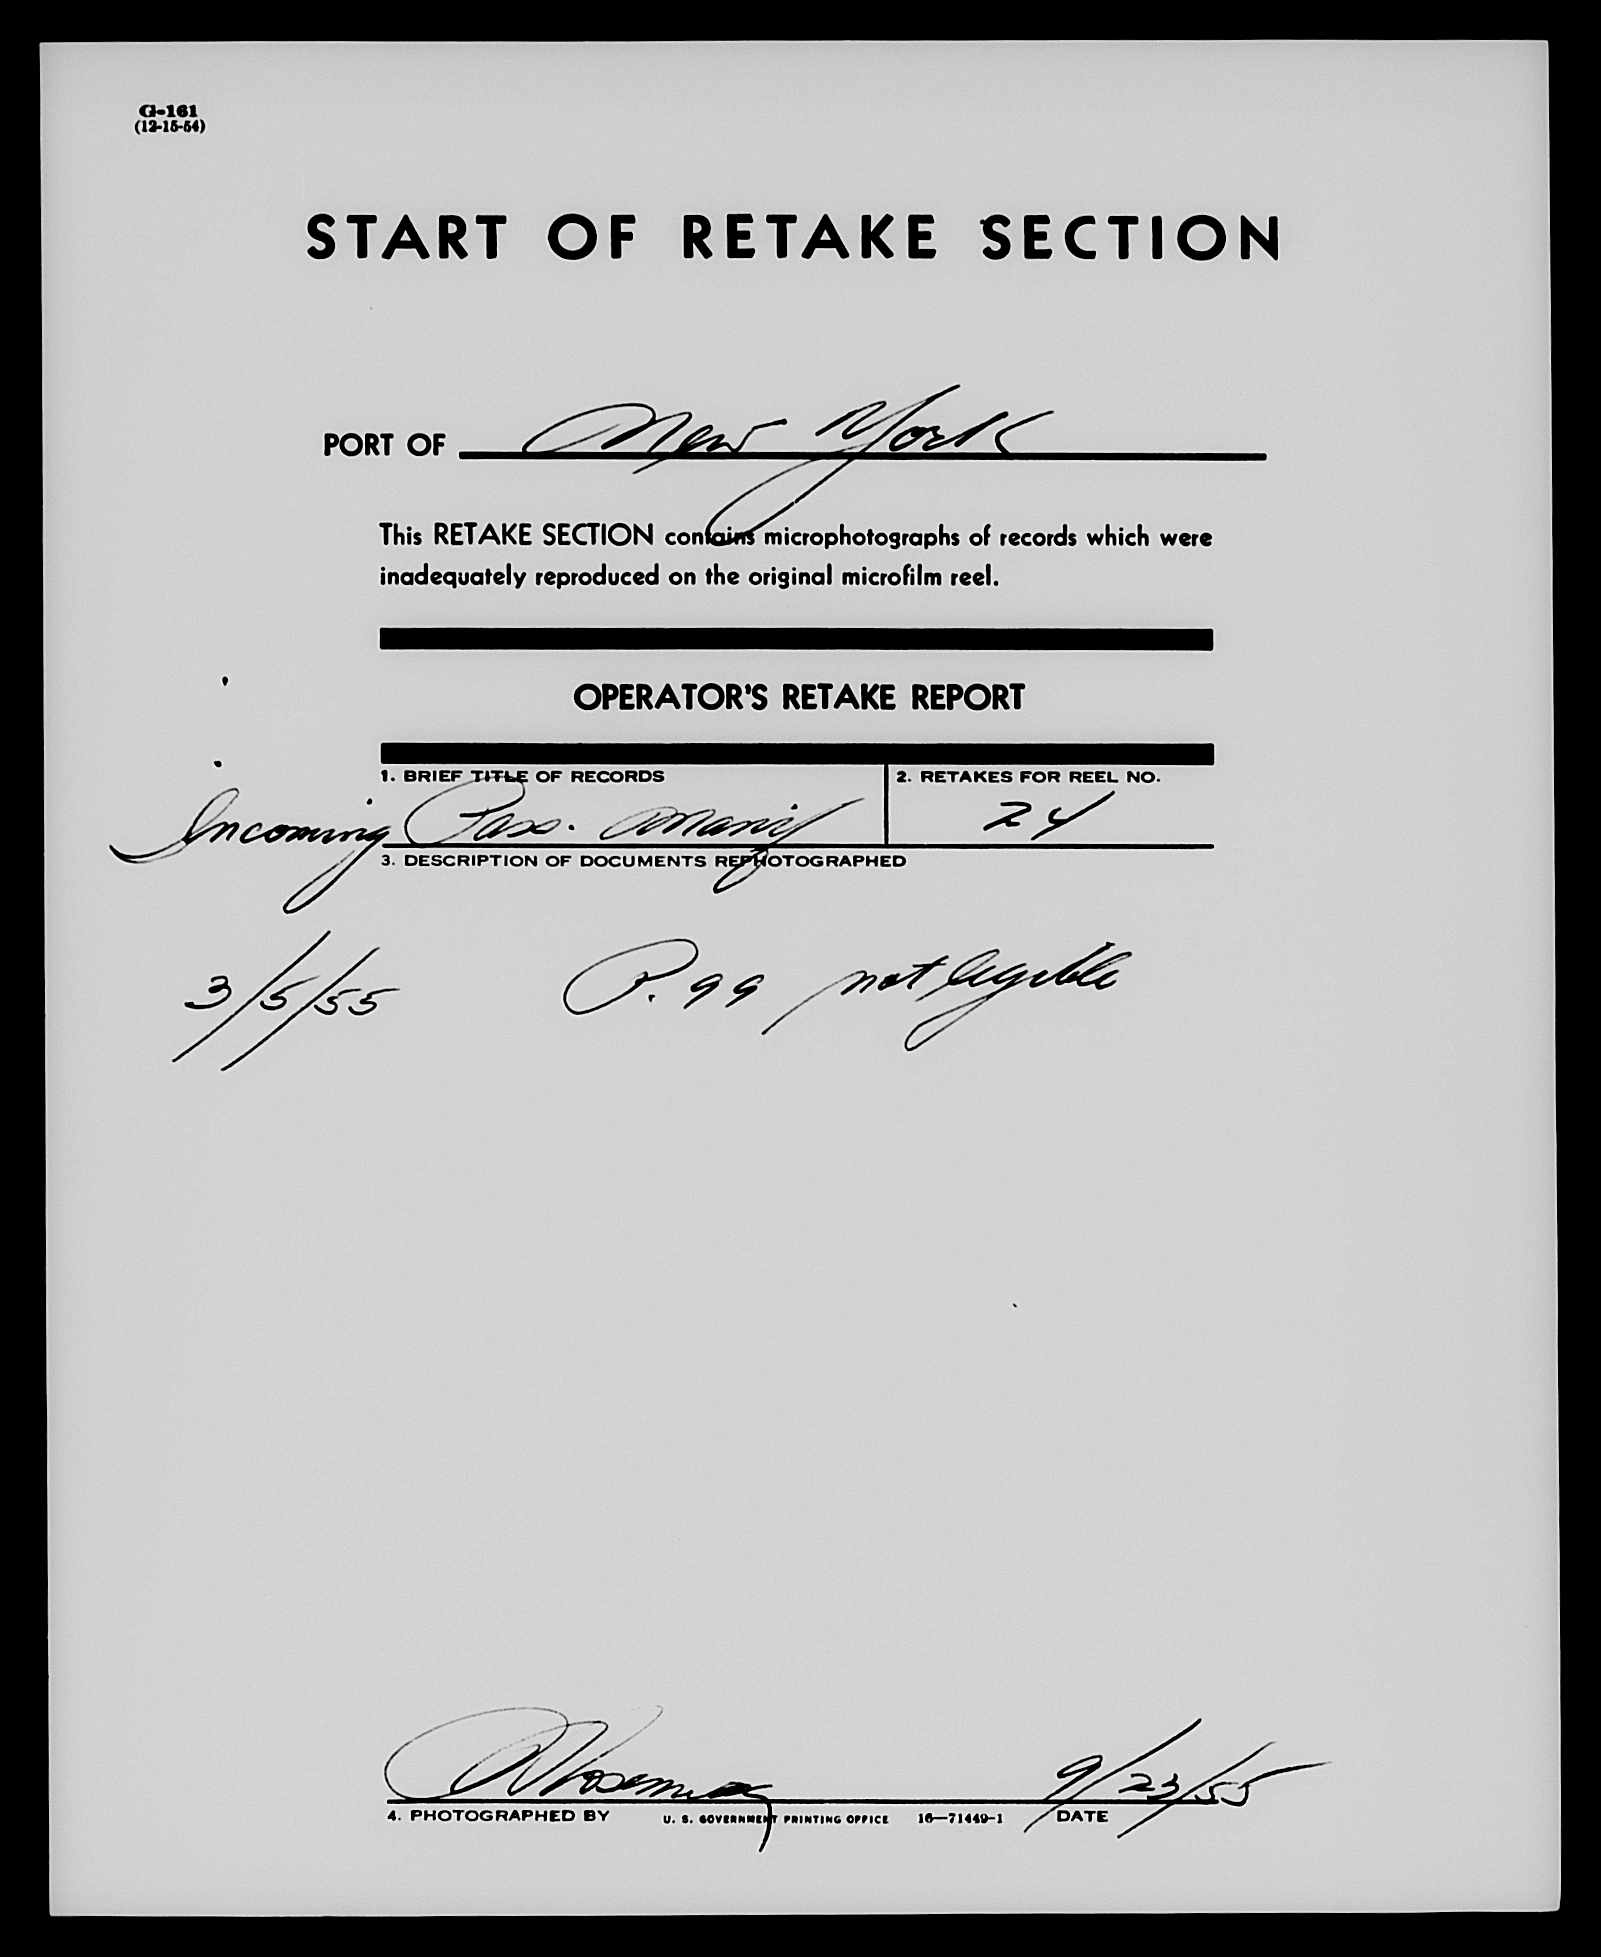 G-161
(12-15-54)
START OF RETAKE SECTION
PORT OF New York
This RETAKE SECTION contains microphotographs of records which were
inadequately reproduced on the original microfilm reel.
OPERATOR'S RETAKE REPORT
1. BRIEF TITLE OF RECORDS 2. RETAKES FOR REEL NO.
Incoming Pass. Manif 24
3. DESCRIPTION OF DOCUMENTS REPHOTOGRAPHED
3/5/55 P. 99 not legible
9/23/55
4. PHOTOGRAPHED BY U. S. GOVERNMENT PRINTING OFFICE 16—71449-1 DATE